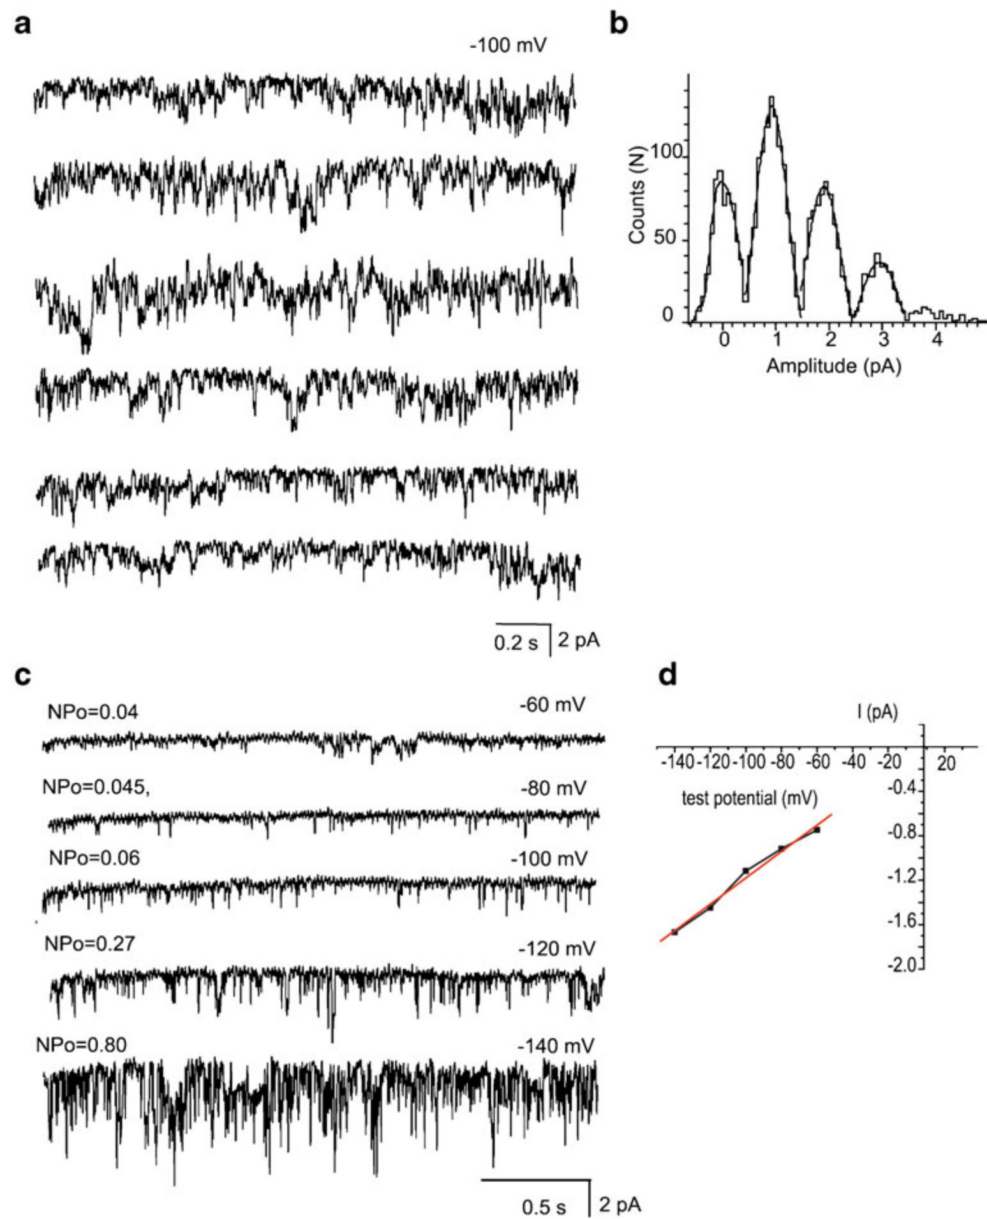 a
-100 mV
0.2 s
2 pA
b
Counts (N)
100
50
0
0 1 2 3 4
Amplitude (pA)
c
NPo=0.04
-60 mV
NPo=0.045,
-80 mV
NPo=0.06
-100 mV
NPo=0.27
-120 mV
NPo=0.80
-140 mV
0.5 s
2 pA
d
I (pA)
-140 -120 -100 -80 -60 -40 -20 20
test potential (mV)
-0.4
-0.8
-1.2
-1.6
-2.0